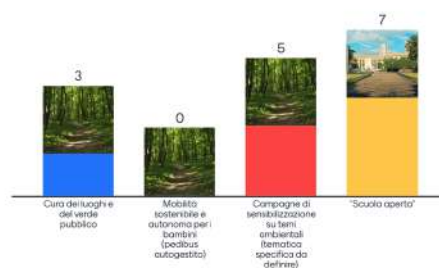 3
0
5
7
Cura dei luoghi e
del verde
pubblico
Mobilità
sostenibile e
autonoma per i
bambini
(pedibus
autogestito)
Campagne di
sensibilizzazione
su temi
ambientali
(tematica
specifica da
definire)
"Scuola aperta"